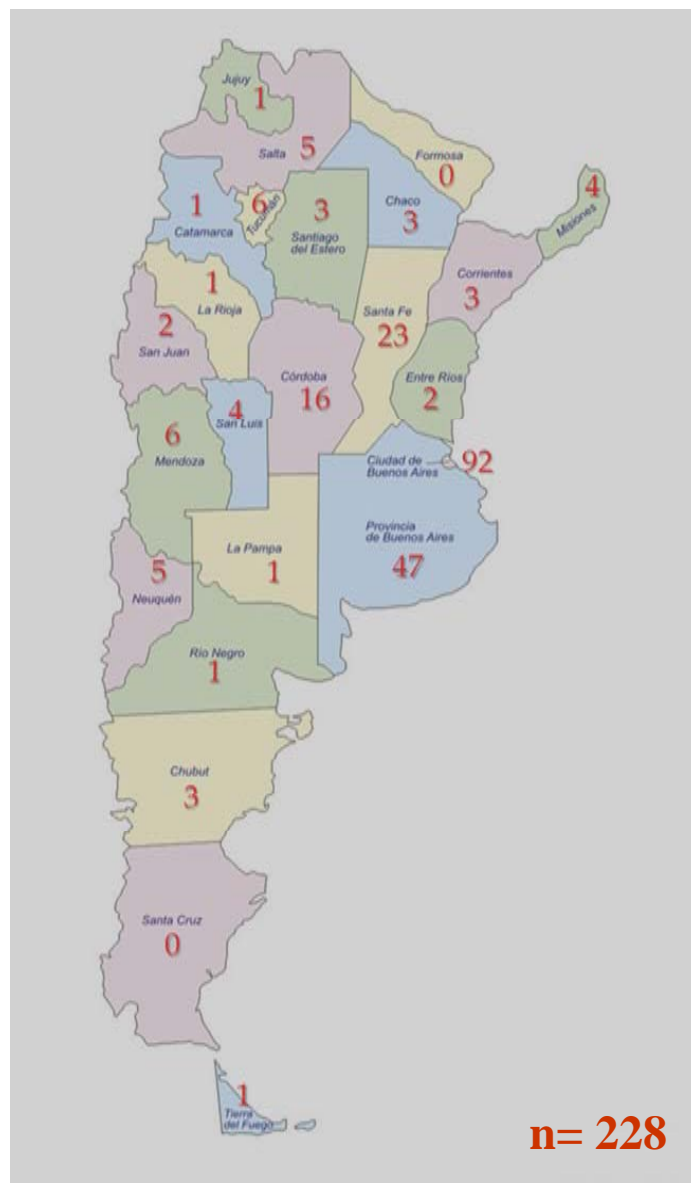 Jujuy
1
Salta 5
Formosa
0
1
Catamarca
6
Tucumán
3
Santiago
del Estero
Chaco
3
4
Misiones
1
La Rioja
Corrientes
3
2
San Juan
Santa Fe
23
Córdoba
16
Entre Ríos
2
4
San Luis
6
Mendoza
Ciudad de
Buenos Aires
92
Provincia
de Buenos Aires
47
La Pampa
1
5
Neuquén
Río Negro
1
Chubut
3
Santa Cruz
0
1
Tierra
del Fuego
n= 228